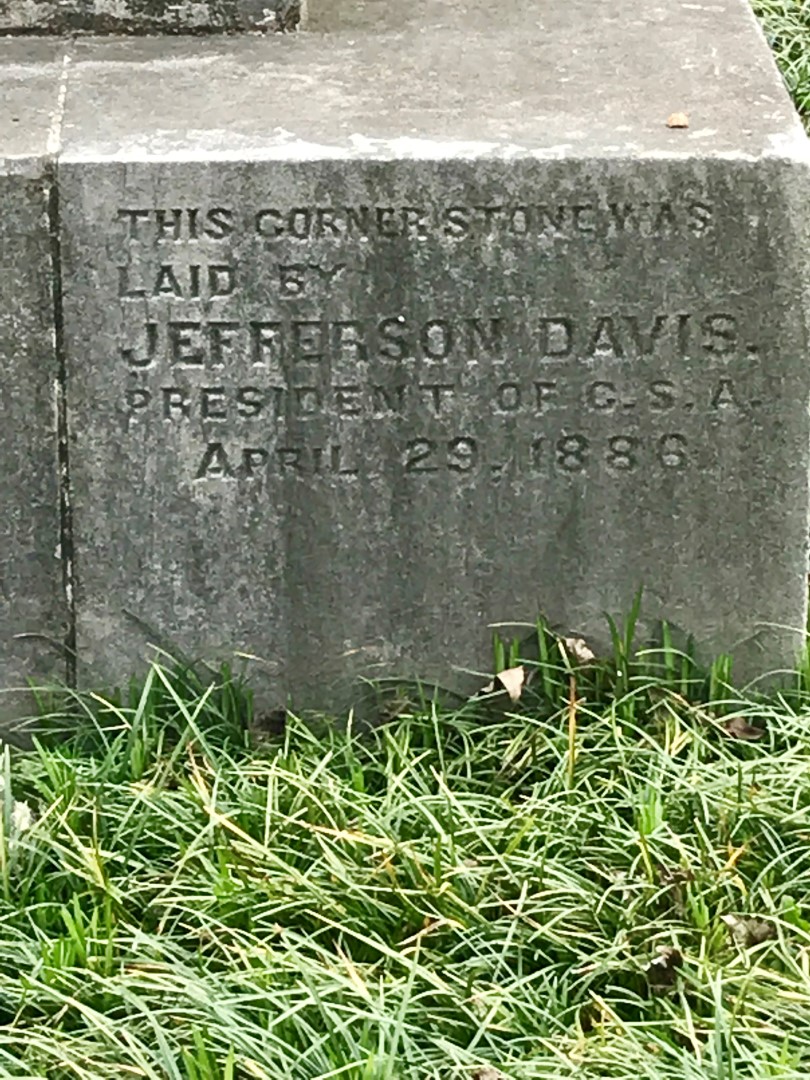 THIS CORNER STONE WAS
LAID BY
JEFFERSON DAVIS.
PRESIDENT OF C.S.A.
APRIL 29, 1886.